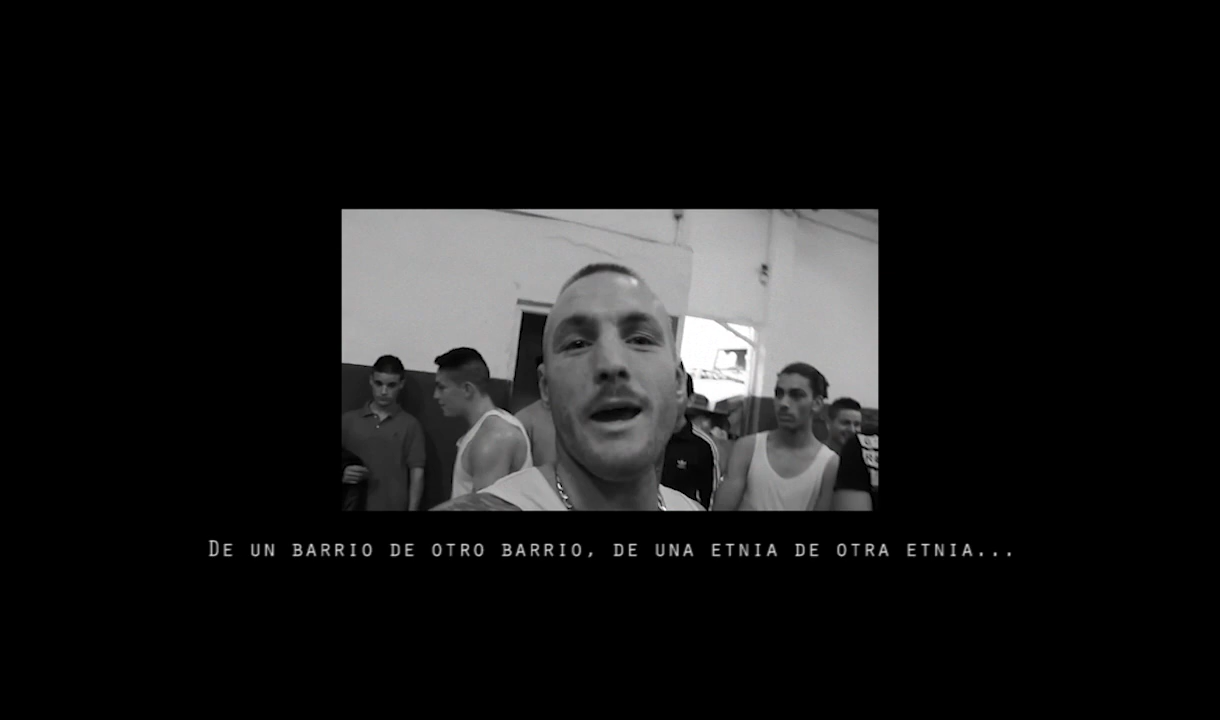 De un barrio de otro barrio, de una etnia de otra etnia...